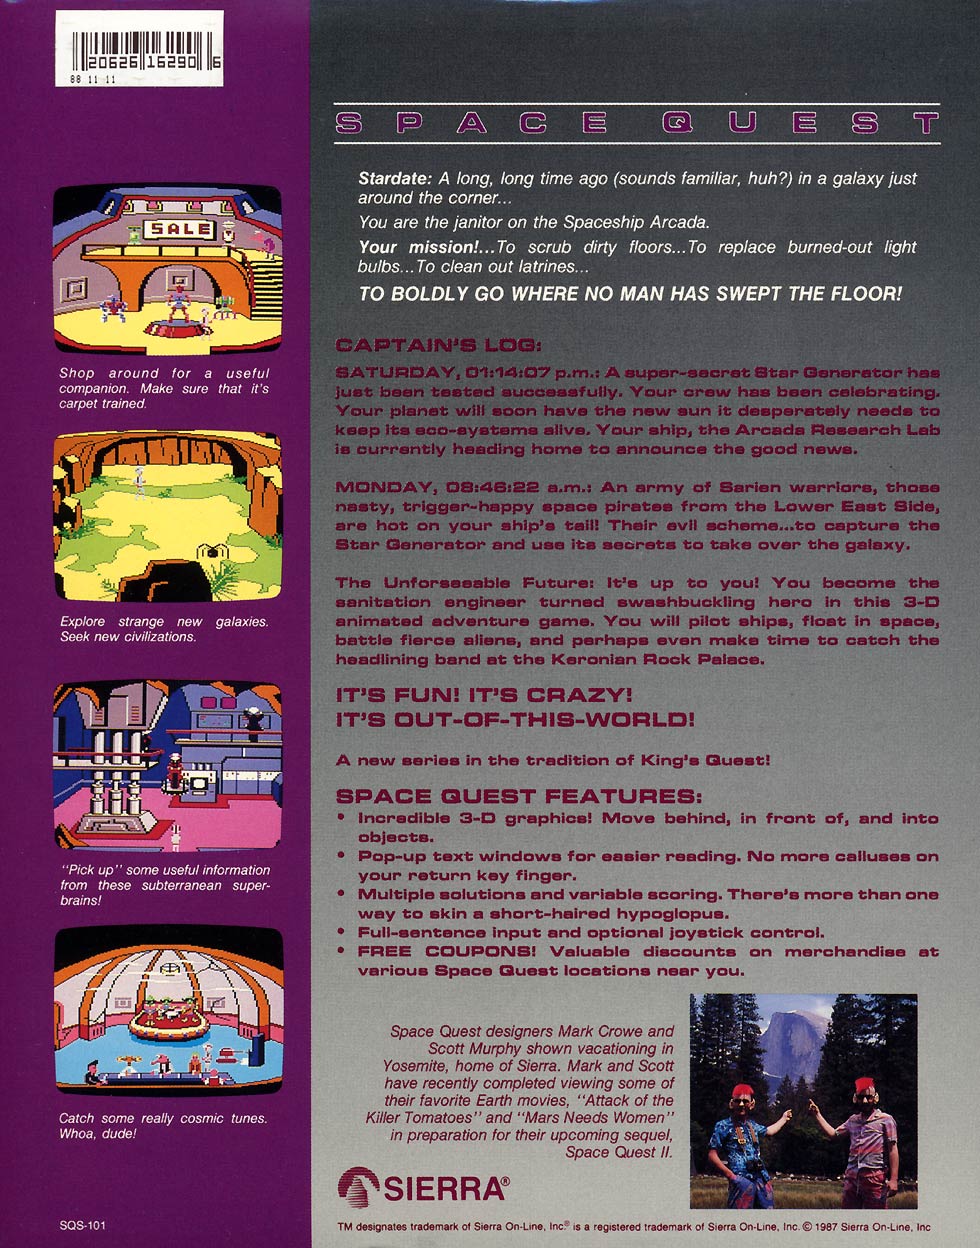 20626 16290 6
88 11 11
SPACE QUEST
Stardate: A long, long time ago (sounds familiar, huh?) in a galaxy just
around the corner...
You are the janitor on the Spaceship Arcada.
Your mission!...To scrub dirty floors...To replace burned-out light
bulbs...To clean out latrines...
TO BOLDLY GO WHERE NO MAN HAS SWEPT THE FLOOR!
CAPTAIN'S LOG:
SATURDAY, 01:14:07 p.m.: A super-secret Star Generator has
just been tested successfully. Your crew has been celebrating.
Your planet will soon have the new sun it desperately needs to
keep its eco-systems alive. Your ship, the Arcada Research Lab
is currently heading home to announce the good news.
MONDAY, 08:46:22 a.m.: An army of Sarien warriors, those
nasty, trigger-happy space pirates from the Lower East Side,
are hot on your ship's tail! Their evil scheme...to capture the
Star Generator and use its secrets to take over the galaxy.
The Unforseeable Future: It's up to you! You become the
sanitation engineer turned swashbuckling hero in this 3-D
animated adventure game. You will pilot ships, float in space,
battle fierce aliens, and perhaps even make time to catch the
headlining band at the Keronian Rock Palace.
IT'S FUN! IT'S CRAZY!
IT'S OUT-OF-THIS-WORLD!
A new series in the tradition of King's Quest!
SPACE QUEST FEATURES:
• Incredible 3-D graphics! Move behind, in front of, and into
objects.
• Pop-up text windows for easier reading. No more calluses on
your return key finger.
• Multiple solutions and variable scoring. There's more than one
way to skin a short-haired hypoglopus.
• Full-sentence input and optional joystick control.
• FREE COUPONS! Valuable discounts on merchandise at
various Space Quest locations near you.
SALE
Shop around for a useful
companion. Make sure that it's
carpet trained.
Explore strange new galaxies.
Seek new civilizations.
"Pick up" some useful information
from these subterranean super-
brains!
Catch some really cosmic tunes.
Whoa, dude!
Space Quest designers Mark Crowe and
Scott Murphy shown vacationing in
Yosemite, home of Sierra. Mark and Scott
have recently completed viewing some of
their favorite Earth movies, "Attack of the
Killer Tomatoes" and "Mars Needs Women"
in preparation for their upcoming sequel,
Space Quest II.
SIERRA®
SQS-101
TM designates trademark of Sierra On-Line, Inc.® is a registered trademark of Sierra On-Line, Inc. © 1987 Sierra On-Line, Inc